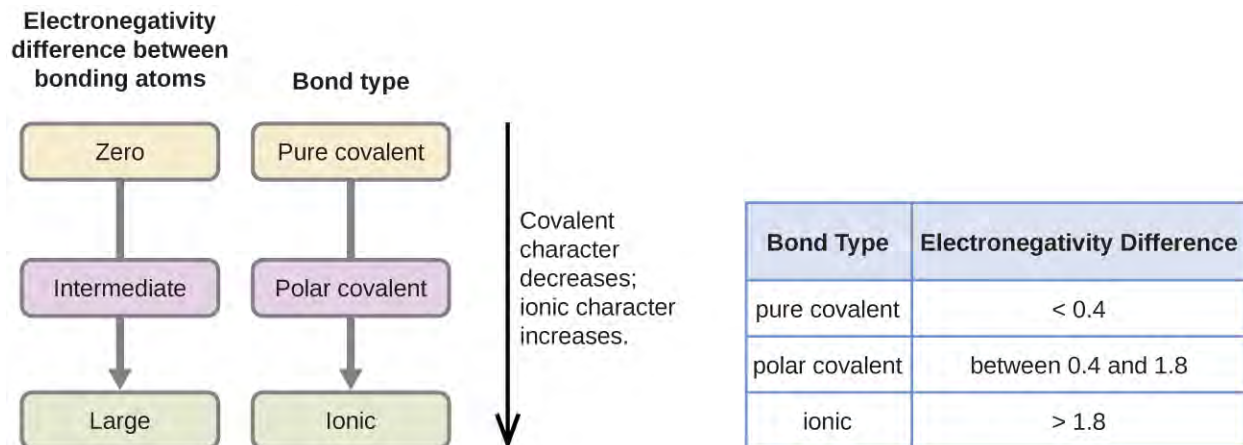 Electronegativity
difference between
bonding atoms
Bond type
Zero
Pure covalent
Intermediate
Polar covalent
Large
Ionic
Covalent
character
decreases;
ionic character
increases.
Bond Type Electronegativity Difference
pure covalent < 0.4
polar covalent between 0.4 and 1.8
ionic > 1.8